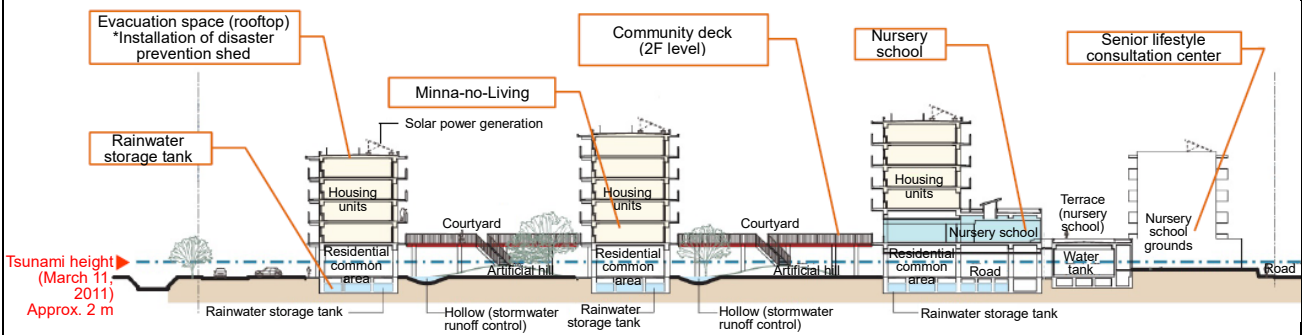 Evacuation space (rooftop)
*Installation of disaster
prevention shed
Community deck
(2F level)
Nursery
school
Senior lifestyle
consultation center
Minna-no-Living
Solar power generation
Rainwater
storage tank
Housing
units
Housing
units
Housing
units
Courtyard
Courtyard
Terrace
(nursery
school)
Nursery school
Nursery
school
grounds
Tsunami height
(March 11,
2011)
Approx. 2 m
Residential
common
area
Artificial hill
Residential
common
area
Artificial hill
Residential
common
area
Road
Water
tank
Road
Rainwater storage tank
Hollow (stormwater
runoff control)
Rainwater
storage tank
Hollow (stormwater
runoff control)
Rainwater storage tank